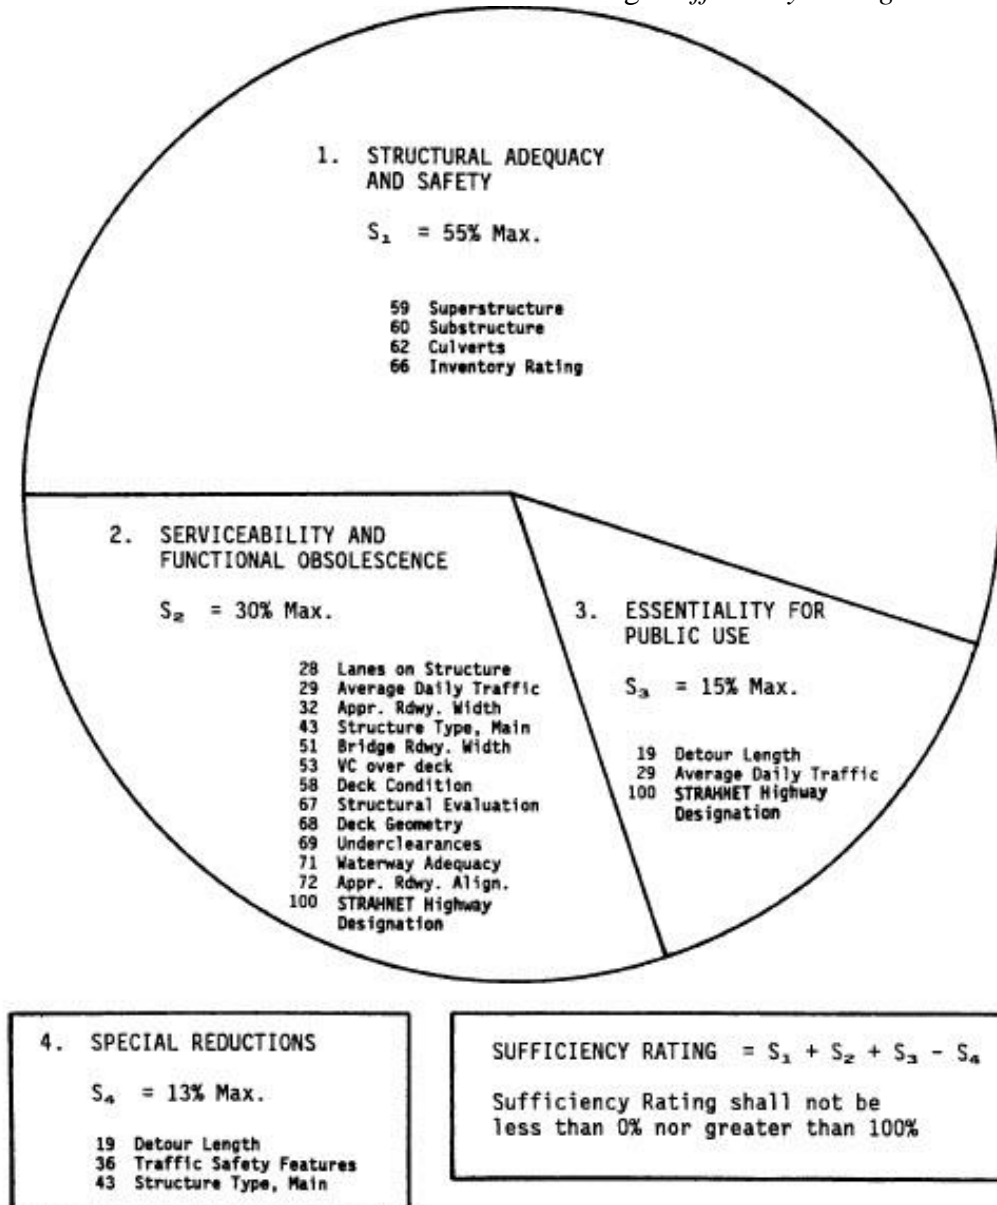 1. STRUCTURAL ADEQUACY
AND SAFETY
S₁ = 55% Max.
59 Superstructure
60 Substructure
62 Culverts
66 Inventory Rating
2. SERVICEABILITY AND
FUNCTIONAL OBSOLESCENCE
S₂ = 30% Max.
28 Lanes on Structure
29 Average Daily Traffic
32 Appr. Rdwy. Width
43 Structure Type, Main
51 Bridge Rdwy. Width
53 VC over deck
58 Deck Condition
67 Structural Evaluation
68 Deck Geometry
69 Underclearances
71 Waterway Adequacy
72 Appr. Rdwy. Align.
100 STRAHNET Highway
Designation
3. ESSENTIALITY FOR
PUBLIC USE
S₃ = 15% Max.
19 Detour Length
29 Average Daily Traffic
100 STRAHNET Highway
Designation
4. SPECIAL REDUCTIONS
S₄ = 13% Max.
19 Detour Length
36 Traffic Safety Features
43 Structure Type, Main
SUFFICIENCY RATING = S₁ + S₂ + S₃ - S₄
Sufficiency Rating shall not be
less than 0% nor greater than 100%